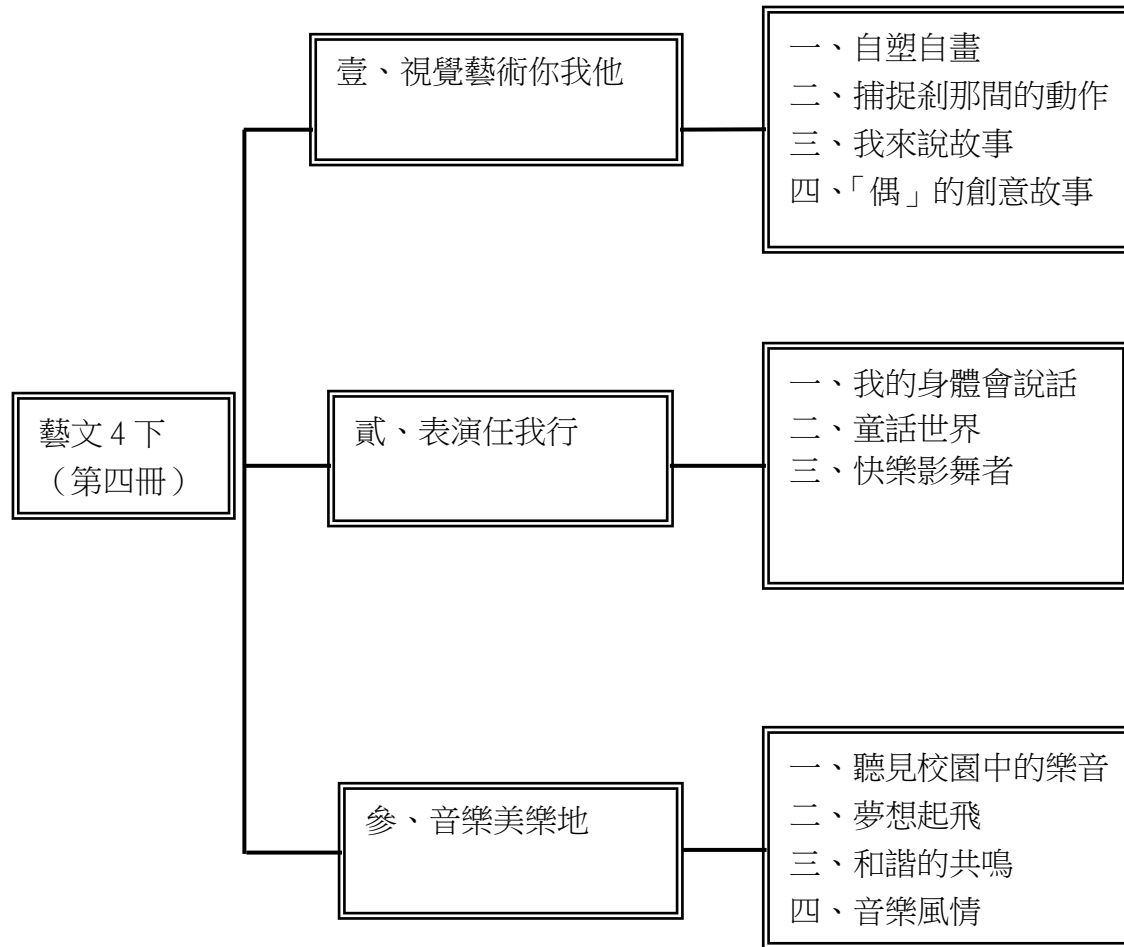 藝文4下
（第四冊）
壹、視覺藝術你我他
一、自塑自畫
二、捕捉剎那間的動作
三、我來說故事
四、「偶」的創意故事
貳、表演任我行
一、我的身體會說話
二、童話世界
三、快樂影舞者
參、音樂美樂地
一、聽見校園中的樂音
二、夢想起飛
三、和諧的共鳴
四、音樂風情